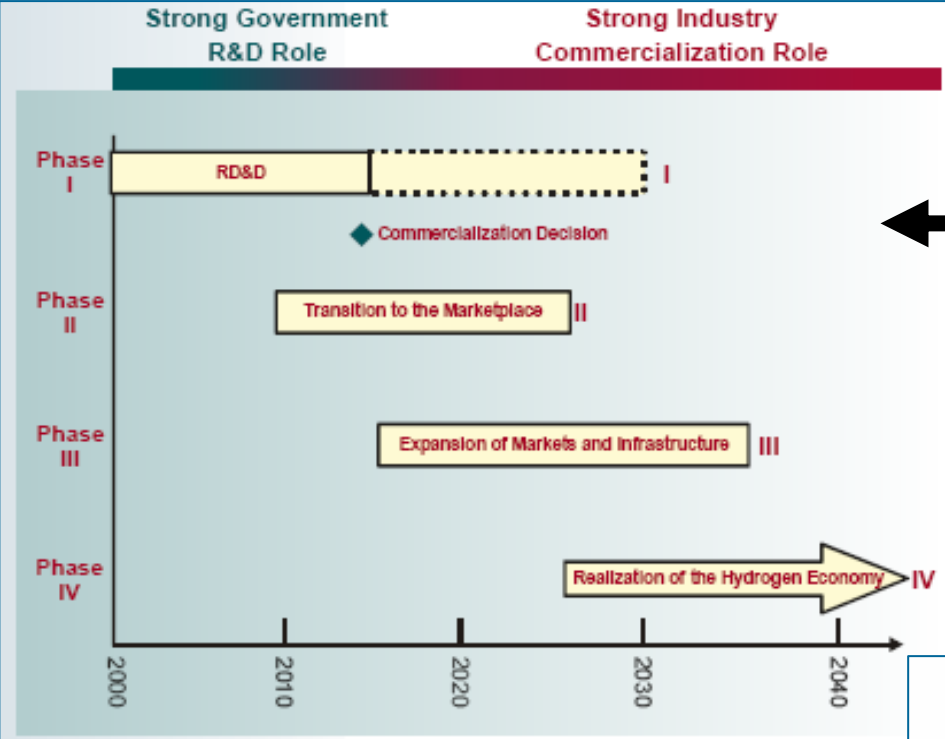 Strong Government
R&D Role
Strong Industry
Commercialization Role
Phase
I
RD&D
I
Commercialization Decision
Phase
II
Transition to the Marketplace
II
Phase
III
Expansion of Markets and Infrastructure
III
Phase
IV
Realization of the Hydrogen Economy
IV
2000
2010
2020
2030
2040